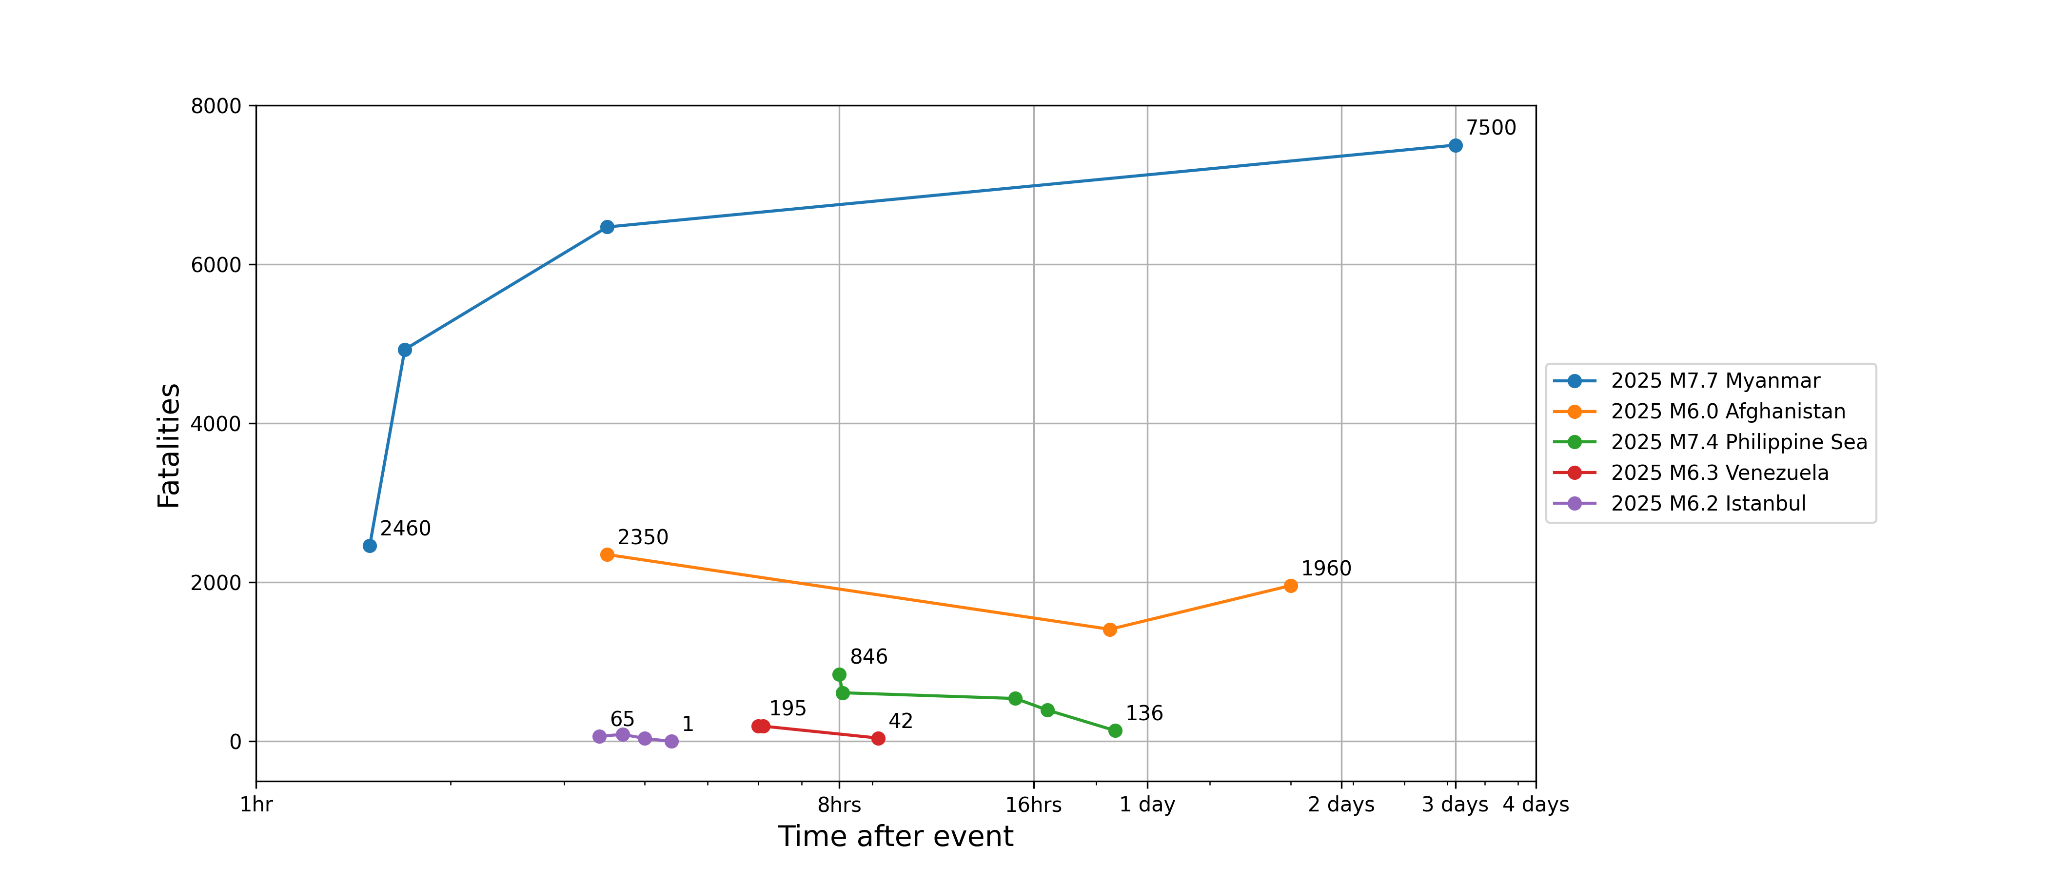 8000
6000
4000
2000
0
Fatalities
7500
2460
2350
1960
846
136
195
42
65
1
1hr
8hrs
16hrs
1 day
2 days
3 days
4 days
Time after event
2025 M7.7 Myanmar
2025 M6.0 Afghanistan
2025 M7.4 Philippine Sea
2025 M6.3 Venezuela
2025 M6.2 Istanbul